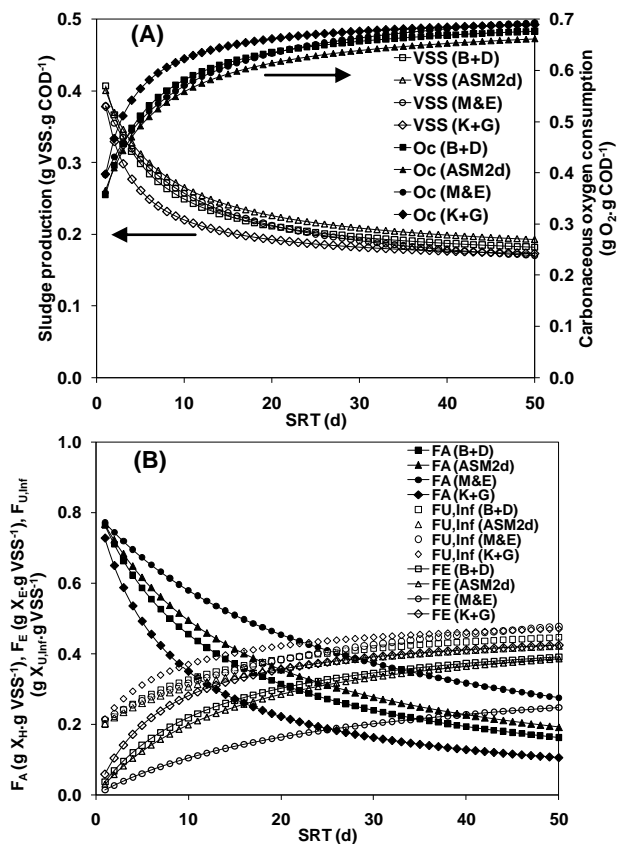 (A)
Sludge production (g VSS.g COD⁻¹)
0.5
0.4
0.3
0.2
0.1
0.0
VSS (B+D)
VSS (ASM2d)
VSS (M&E)
VSS (K+G)
Oc (B+D)
Oc (ASM2d)
Oc (M&E)
Oc (K+G)
0.7
0.6
0.5
0.4
0.3
0.2
0.1
0.0
Carbonaceous oxygen consumption
(g O₂.g COD⁻¹)
0 10 20 30 40 50
SRT (d)
(B)
F_A (g X_H.g VSS⁻¹), F_E (g X_E.g VSS⁻¹), F_U,Inf
(g X_U,Inf.g VSS⁻¹)
1.0
0.8
0.6
0.4
0.2
0.0
FA (B+D)
FA (ASM2d)
FA (M&E)
FA (K+G)
FU,Inf (B+D)
FU,Inf (ASM2d)
FU,Inf (M&E)
FU,Inf (K+G)
FE (B+D)
FE (ASM2d)
FE (M&E)
FE (K+G)
0 10 20 30 40 50
SRT (d)